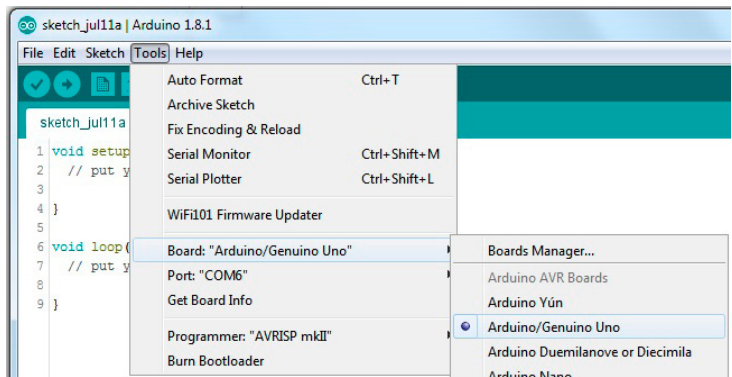 sketch_jul11a | Arduino 1.8.1
File Edit Sketch Tools Help
sketch_jul11a
1 void setup
2 // put y
3
4 }
5
6 void loop(
7 // put y
8
9 }
Auto Format Ctrl+T
Archive Sketch
Fix Encoding & Reload
Serial Monitor Ctrl+Shift+M
Serial Plotter Ctrl+Shift+L
WiFi101 Firmware Updater
Board: "Arduino/Genuino Uno"
Port: "COM6"
Get Board Info
Programmer: "AVRISP mkII"
Burn Bootloader
Boards Manager...
Arduino AVR Boards
Arduino Yún
Arduino/Genuino Uno
Arduino Duemilanove or Diecimila
Arduino Nano